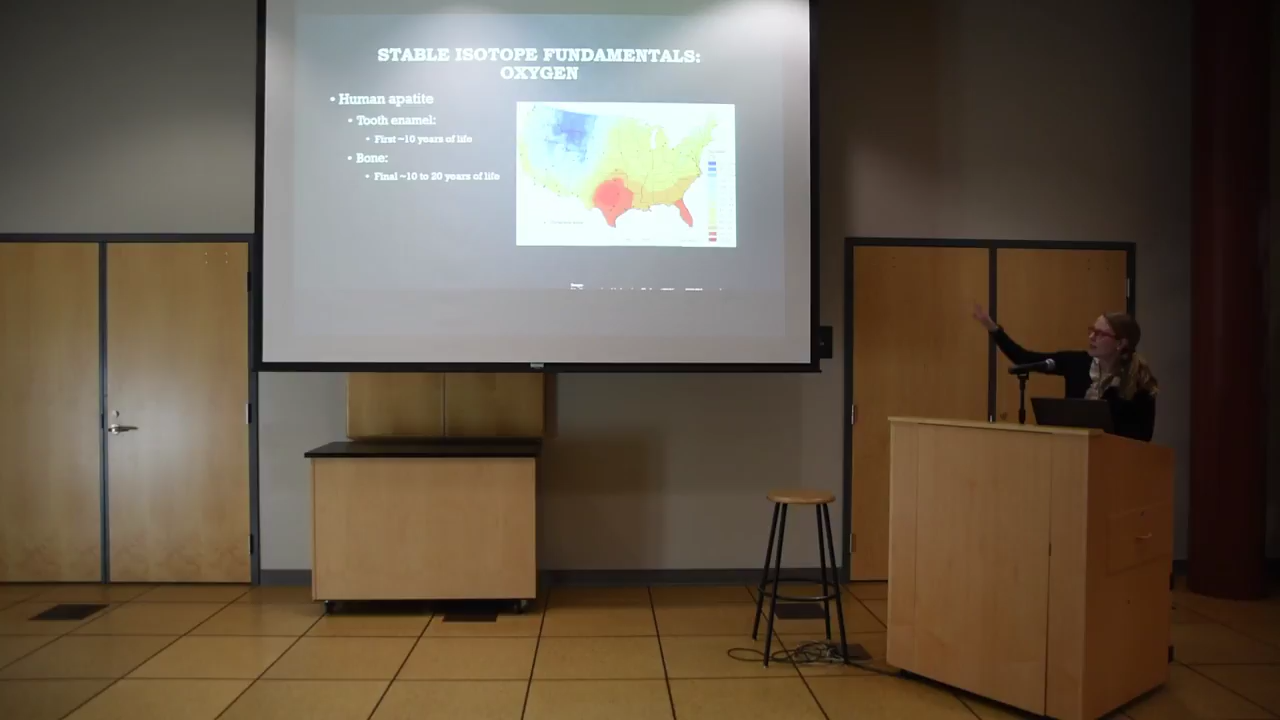 STABLE ISOTOPE FUNDAMENTALS:
OXYGEN
• Human apatite
• Tooth enamel:
• First ~10 years of life
• Bone:
• Final ~10 to 20 years of life